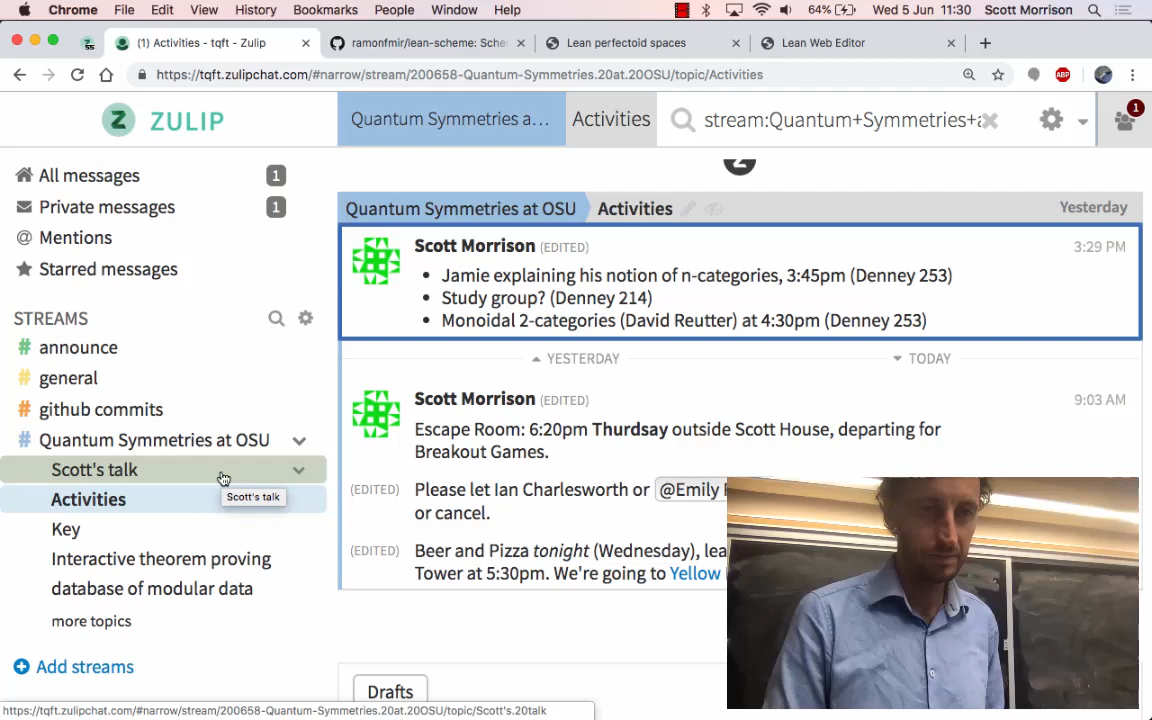 Chrome File Edit View History Bookmarks People Window Help 64% Wed 5 Jun 11:30 Scott Morrison
(1) Activities - tqft - Zulip ramonfmir/lean-scheme: Sche Lean perfectoid spaces Lean Web Editor
https://tqft.zulipchat.com/#narrow/stream/200658-Quantum-Symmetries.20at.20OSU/topic/Activities ABP
ZULIP Quantum Symmetries a... Activities stream:Quantum+Symmetries+a 1
All messages 1
Private messages 1
Mentions
Starred messages
STREAMS
announce
general
github commits
Quantum Symmetries at OSU
Scott's talk
Scott's talk
Activities
Key
Interactive theorem proving
database of modular data
more topics
Add streams
Quantum Symmetries at OSU Activities Yesterday
Scott Morrison (EDITED) 3:29 PM
• Jamie explaining his notion of n-categories, 3:45pm (Denney 253)
• Study group? (Denney 214)
• Monoidal 2-categories (David Reutter) at 4:30pm (Denney 253)
YESTERDAY TODAY
Scott Morrison (EDITED) 9:03 AM
Escape Room: 6:20pm Thurdsay outside Scott House, departing for
Breakout Games.
(EDITED) Please let Ian Charlesworth or @Emily
or cancel.
(EDITED) Beer and Pizza tonight (Wednesday), lea
Tower at 5:30pm. We're going to Yellow
Drafts
https://tqft.zulipchat.com/#narrow/stream/200658-Quantum-Symmetries.20at.20OSU/topic/Scott's.20talk